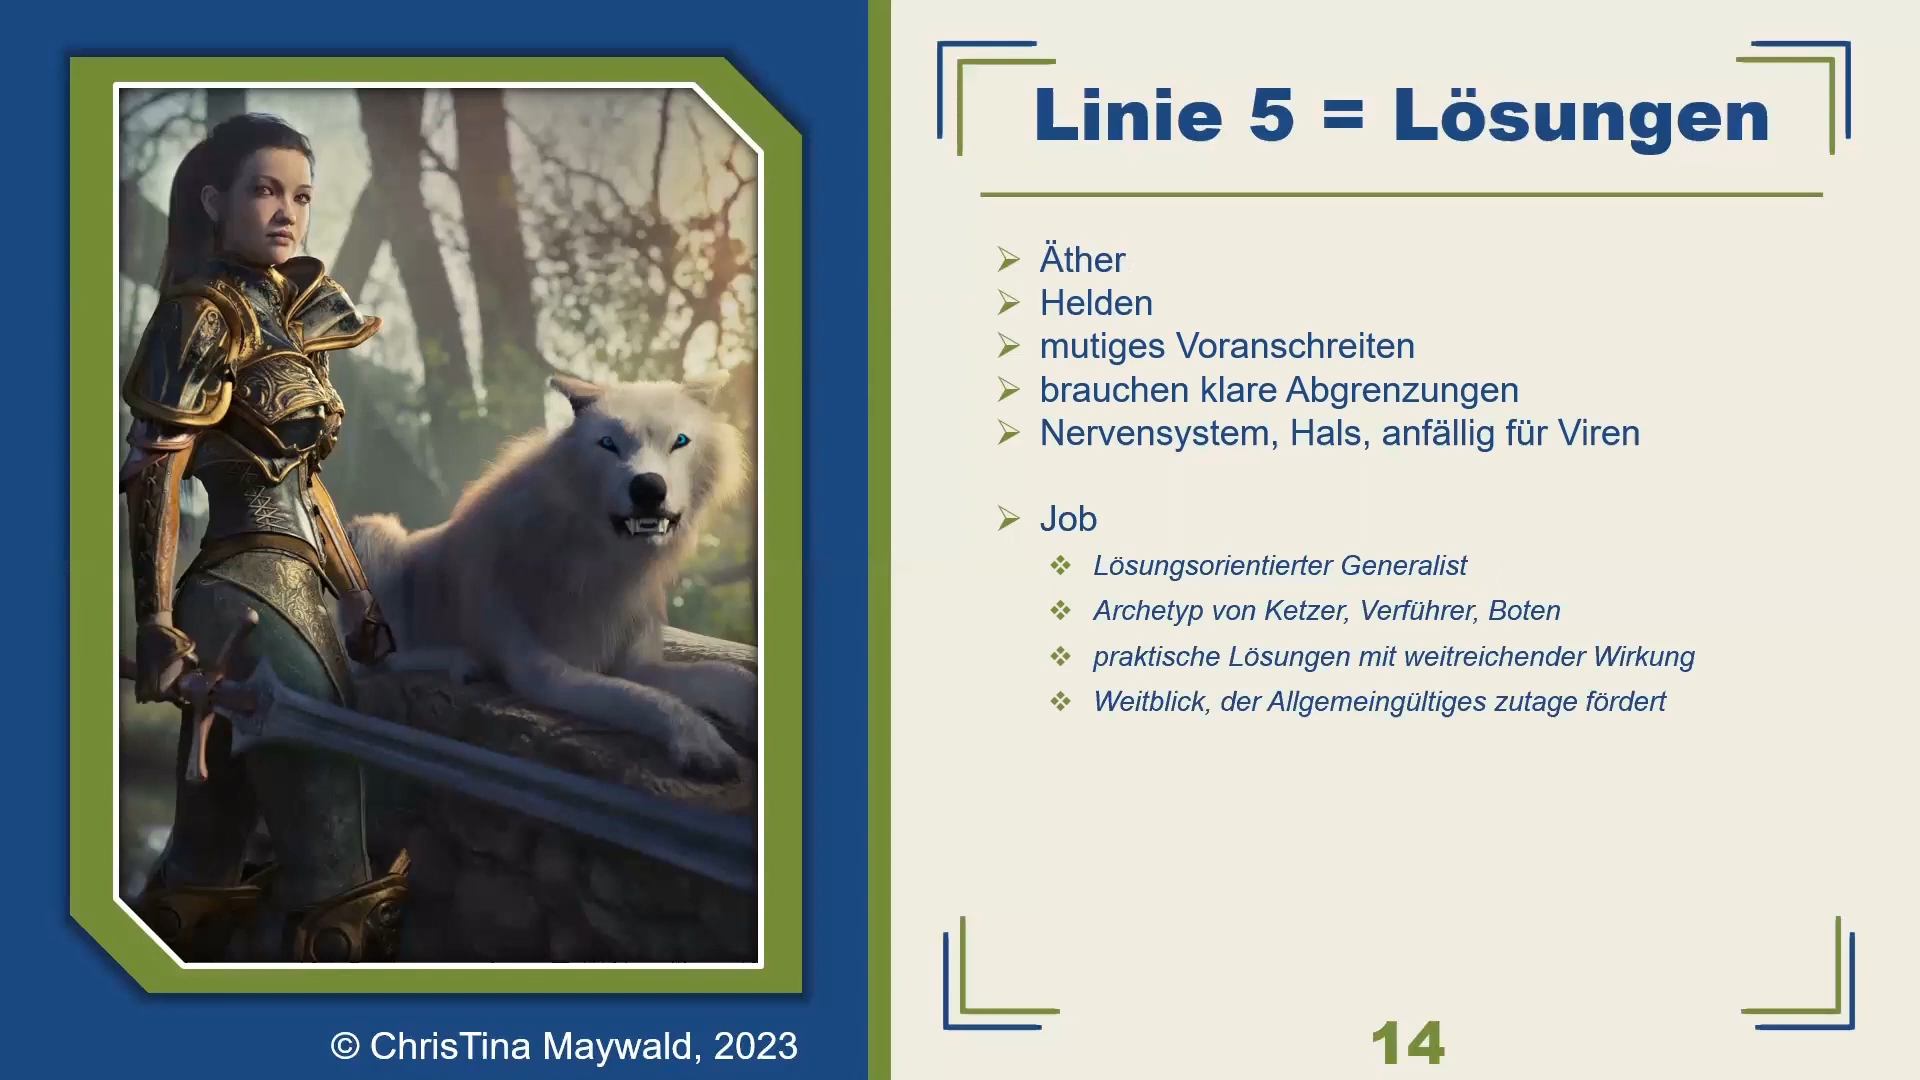 Linie 5 = Lösungen
Äther
Helden
mutiges Voranschreiten
brauchen klare Abgrenzungen
Nervensystem, Hals, anfällig für Viren
Job
Lösungsorientierter Generalist
Archetyp von Ketzer, Verführer, Boten
praktische Lösungen mit weitreichender Wirkung
Weitblick, der Allgemeingültiges zutage fördert
© ChrisTina Maywald, 2023
14